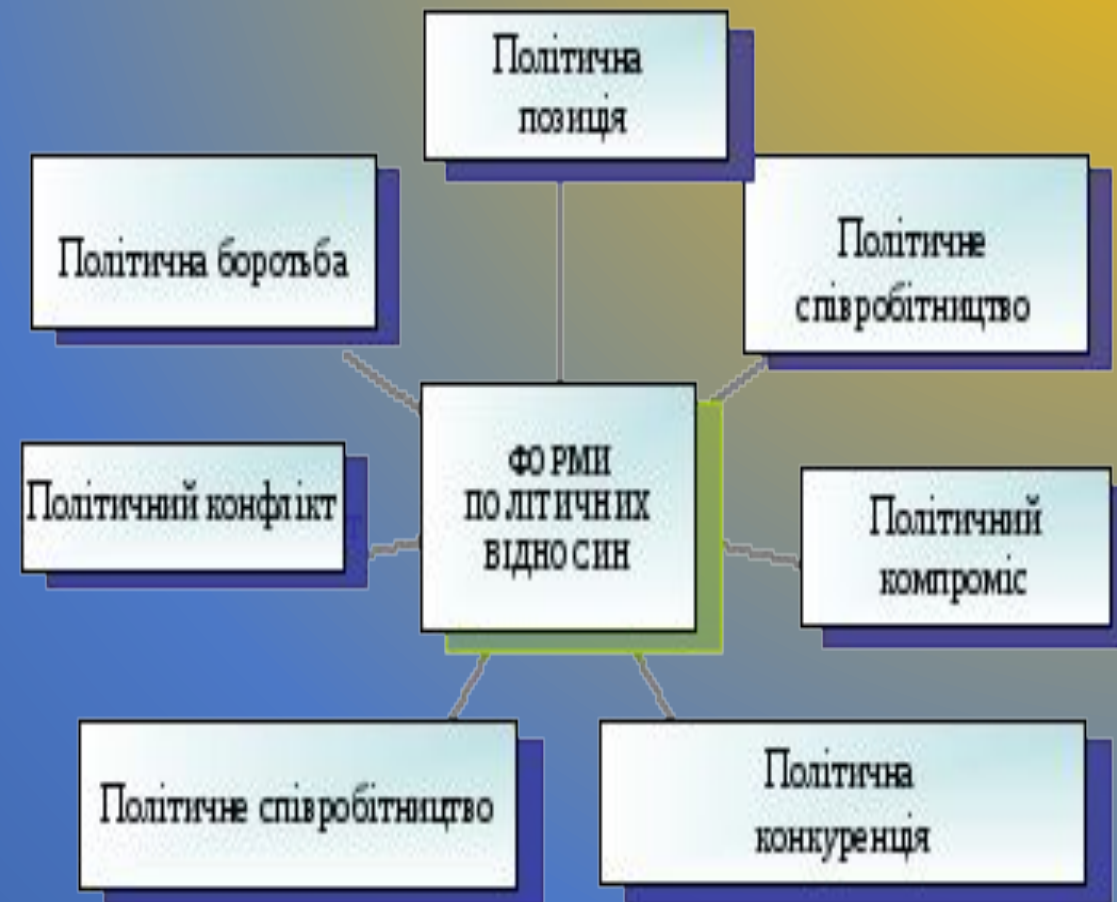 Політична
позиція
Політична боротьба
Політичне
співробітництво
Політичний конфлікт
ФОРМИ
ПОЛІТИЧНИХ
ВІДНОСИН
Політичний
компроміс
Політичне співробітництво
Політична
конкуренція